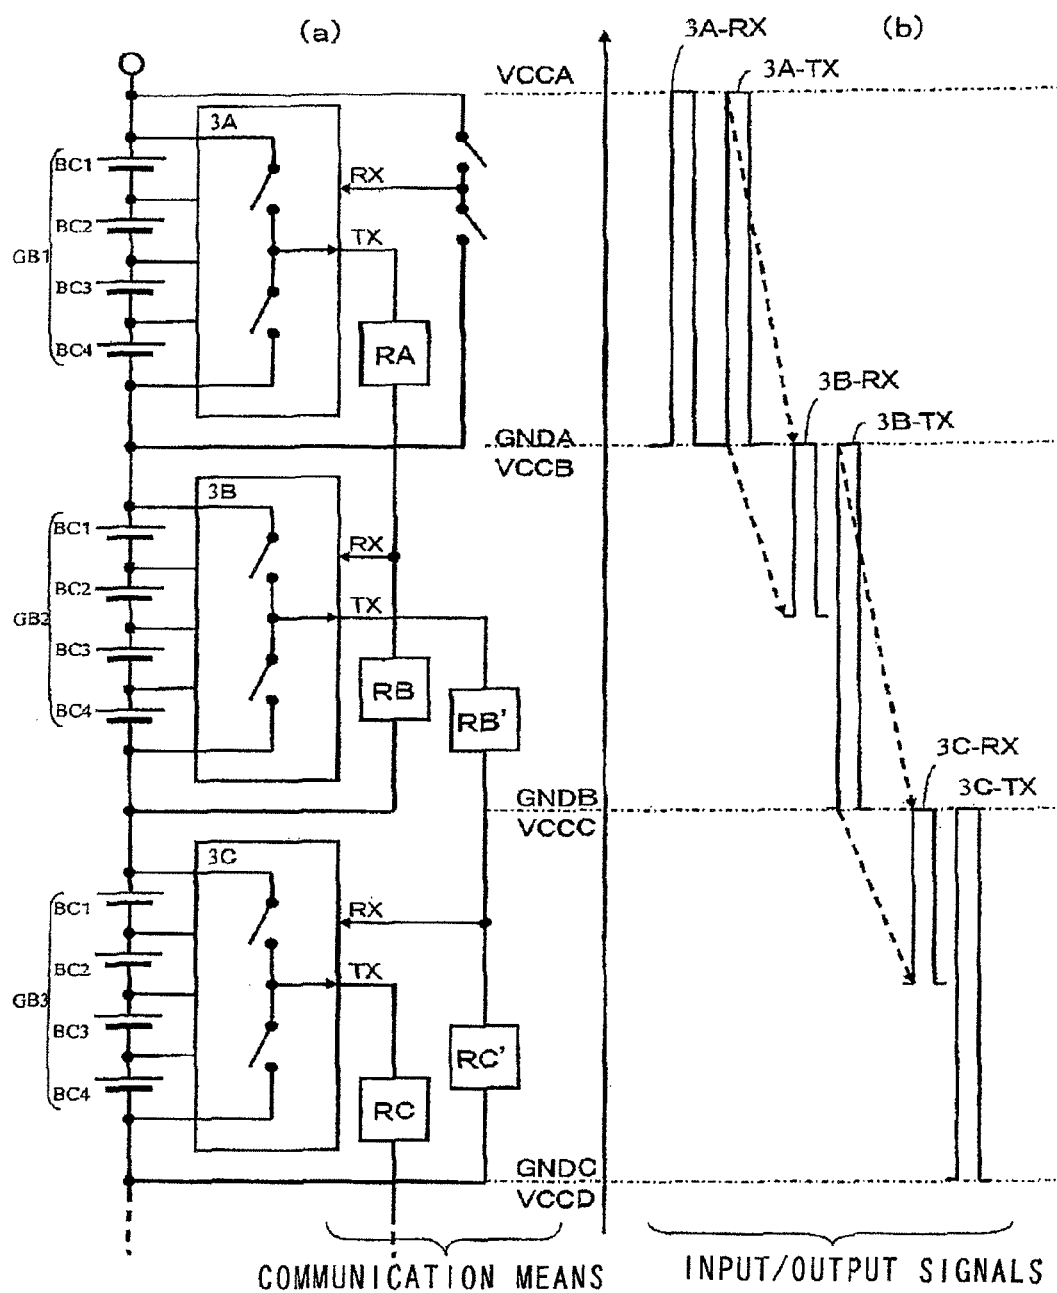 (a)
(b)
3A-RX
VCCA
3A-TX
3A
BC1
RX
BC2
TX
GB1
BC3
BC4
RA
3B-RX
3B-TX
GNDA
VCCB
3B
BC1
RX
BC2
TX
GB2
BC3
BC4
RB
RB'
3C-RX
3C-TX
GNDB
VCCC
3C
BC1
RX
BC2
TX
GB3
BC3
BC4
RC
RC'
GNDC
VCCD
COMMUNICATION MEANS
INPUT/OUTPUT SIGNALS